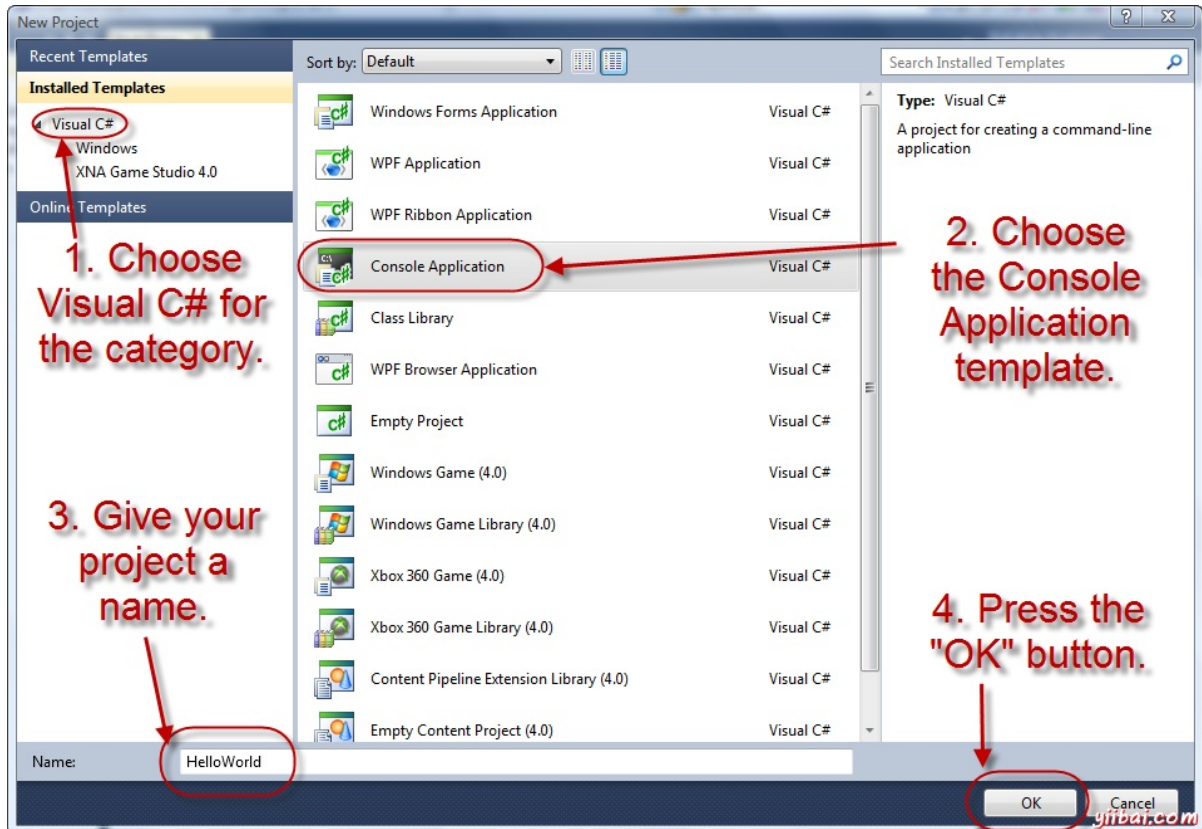 New Project
Recent Templates
Installed Templates
Visual C#
Windows
XNA Game Studio 4.0
Online Templates
1. Choose
Visual C# for
the category.
3. Give your
project a
name.
Sort by: Default
Windows Forms Application Visual C#
WPF Application Visual C#
WPF Ribbon Application Visual C#
Console Application Visual C#
Class Library Visual C#
WPF Browser Application Visual C#
Empty Project Visual C#
Windows Game (4.0) Visual C#
Windows Game Library (4.0) Visual C#
Xbox 360 Game (4.0) Visual C#
Xbox 360 Game Library (4.0) Visual C#
Content Pipeline Extension Library (4.0) Visual C#
Empty Content Project (4.0) Visual C#
Search Installed Templates
Type: Visual C#
A project for creating a command-line
application
2. Choose
the Console
Application
template.
4. Press the
"OK" button.
Name: HelloWorld
OK Cancel
yiibai.com